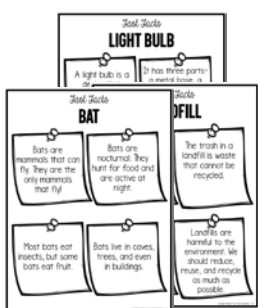 Fast Facts
LIGHT BULB
A light bulb is a
It has three parts-
a metal base, a
Fast Facts
BAT
Bats are
mammals that can
fly. They are the
only mammals
that fly!
Bats are
nocturnal. They
hunt for food and
are active at
night.
Most bats eat
insects, but some
bats eat fruit.
Bats live in caves,
trees, and even
in buildings.
Facts
DFILL
The trash in a
landfill is waste
that cannot be
recycled.
Landfills are
harmful to the
environment. We
should reduce,
reuse, and recycle
as much as
possible.